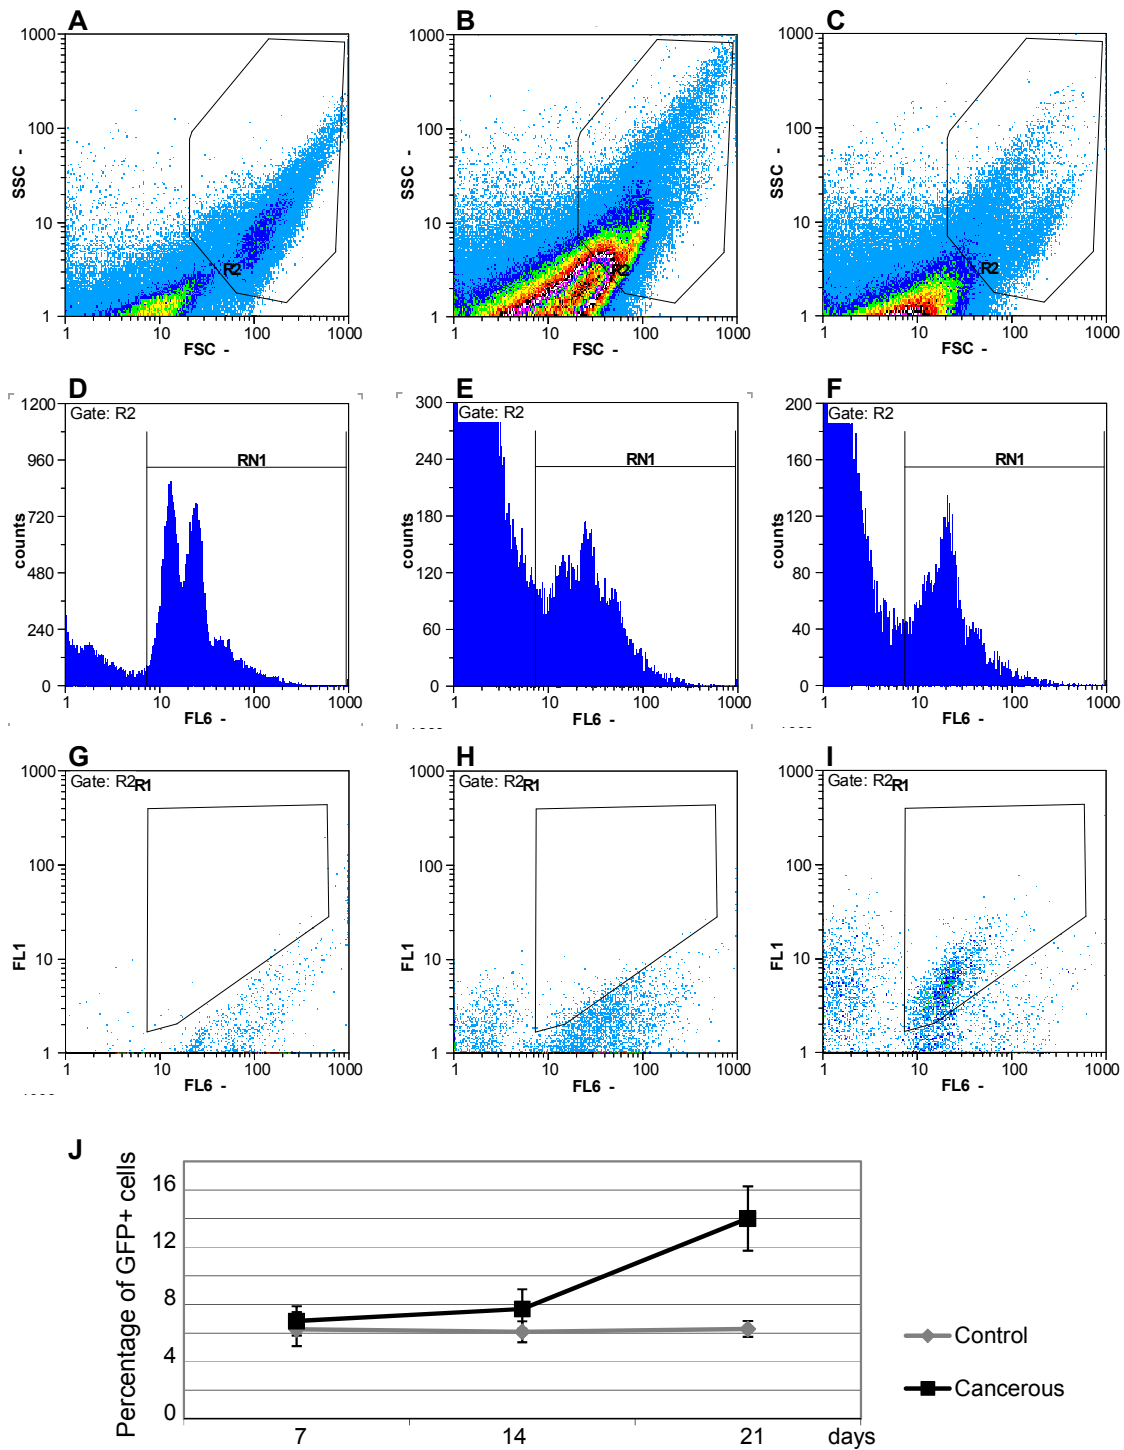 A
B
C
1000
100
10
1
SSC -
R2
1 10 100 1000
FSC -
1000
100
10
1
SSC -
R2
1 10 100 1000
FSC -
1000
100
10
1
SSC -
R2
1 10 100 1000
FSC -
D
E
F
1200
960
720
480
240
0
counts
Gate: R2
RN1
1 10 100 1000
FL6 -
300
240
180
120
60
0
counts
Gate: R2
RN1
1 10 100 1000
FL6 -
200
160
120
80
40
0
counts
Gate: R2
RN1
1 10 100 1000
FL6 -
G
H
I
1000
100
10
1
FL1
Gate: R2
R1
1 10 100 1000
FL6 -
1000
100
10
1
FL1
Gate: R2
R1
1 10 100 1000
FL6 -
1000
100
10
1
FL1
Gate: R2
R1
1 10 100 1000
FL6 -
J
Percentage of GFP+ cells
16
12
8
4
0
7 14 21 days
Control
Cancerous